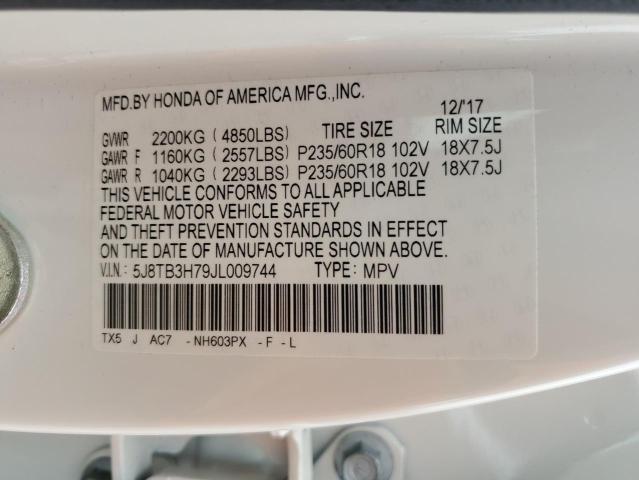 MFD.BY HONDA OF AMERICA MFG.,INC. 12/'17
GVWR 2200KG (4850LBS) TIRE SIZE RIM SIZE
GAWR F 1160KG (2557LBS) P235/60R18 102V 18X7.5J
GAWR R 1040KG (2293LBS) P235/60R18 102V 18X7.5J
THIS VEHICLE CONFORMS TO ALL APPLICABLE
FEDERAL MOTOR VEHICLE SAFETY
AND THEFT PREVENTION STANDARDS IN EFFECT
ON THE DATE OF MANUFACTURE SHOWN ABOVE.
V.I.N.: 5J8TB3H79JL009744 TYPE: MPV
TX5 J AC7 -NH603PX -F -L